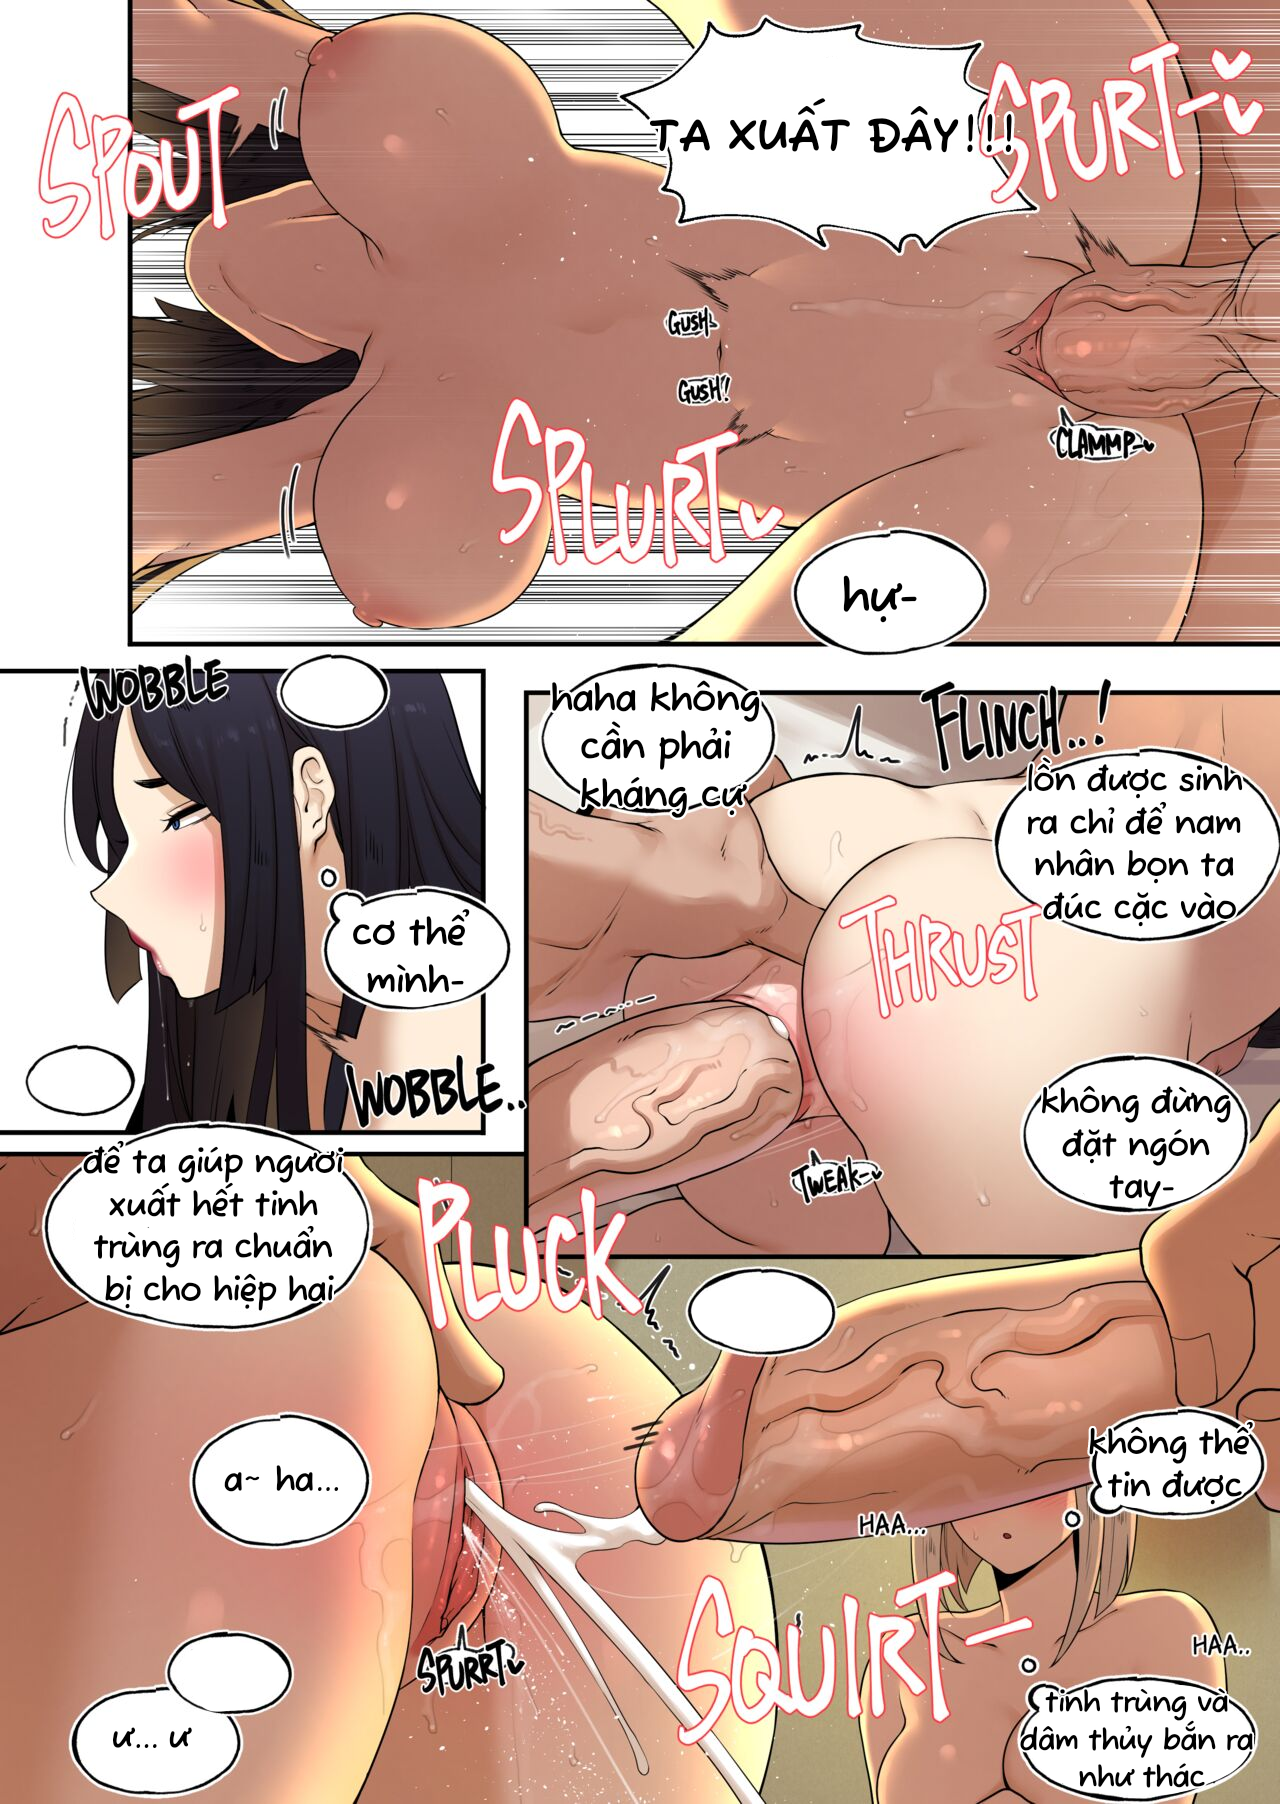 TA XUẤT ĐÂY!!!
SPURT-
SPOUT
GUSH
GUSH!
SPLURT
CLAMMP~
hự-
WOBBLE
cơ thể
mình-
WOBBLE..
haha không
cần phải
kháng cự
FLINCH..!
lồn được sinh
ra chỉ để nam
nhân bọn ta
đúc cặc vào
THRUST
không đừng
đặt ngón
tay-
TWEAK~
để ta giúp ngươi
xuất hết tinh
trùng ra chuẩn
bị cho hiệp hai
PLUCK
a~ ha...
không thể
tin được
HAA...
SQUIRT-
SPURRT
HAA..
ư... ư
tinh trùng và
dâm thủy bắn ra
như thác